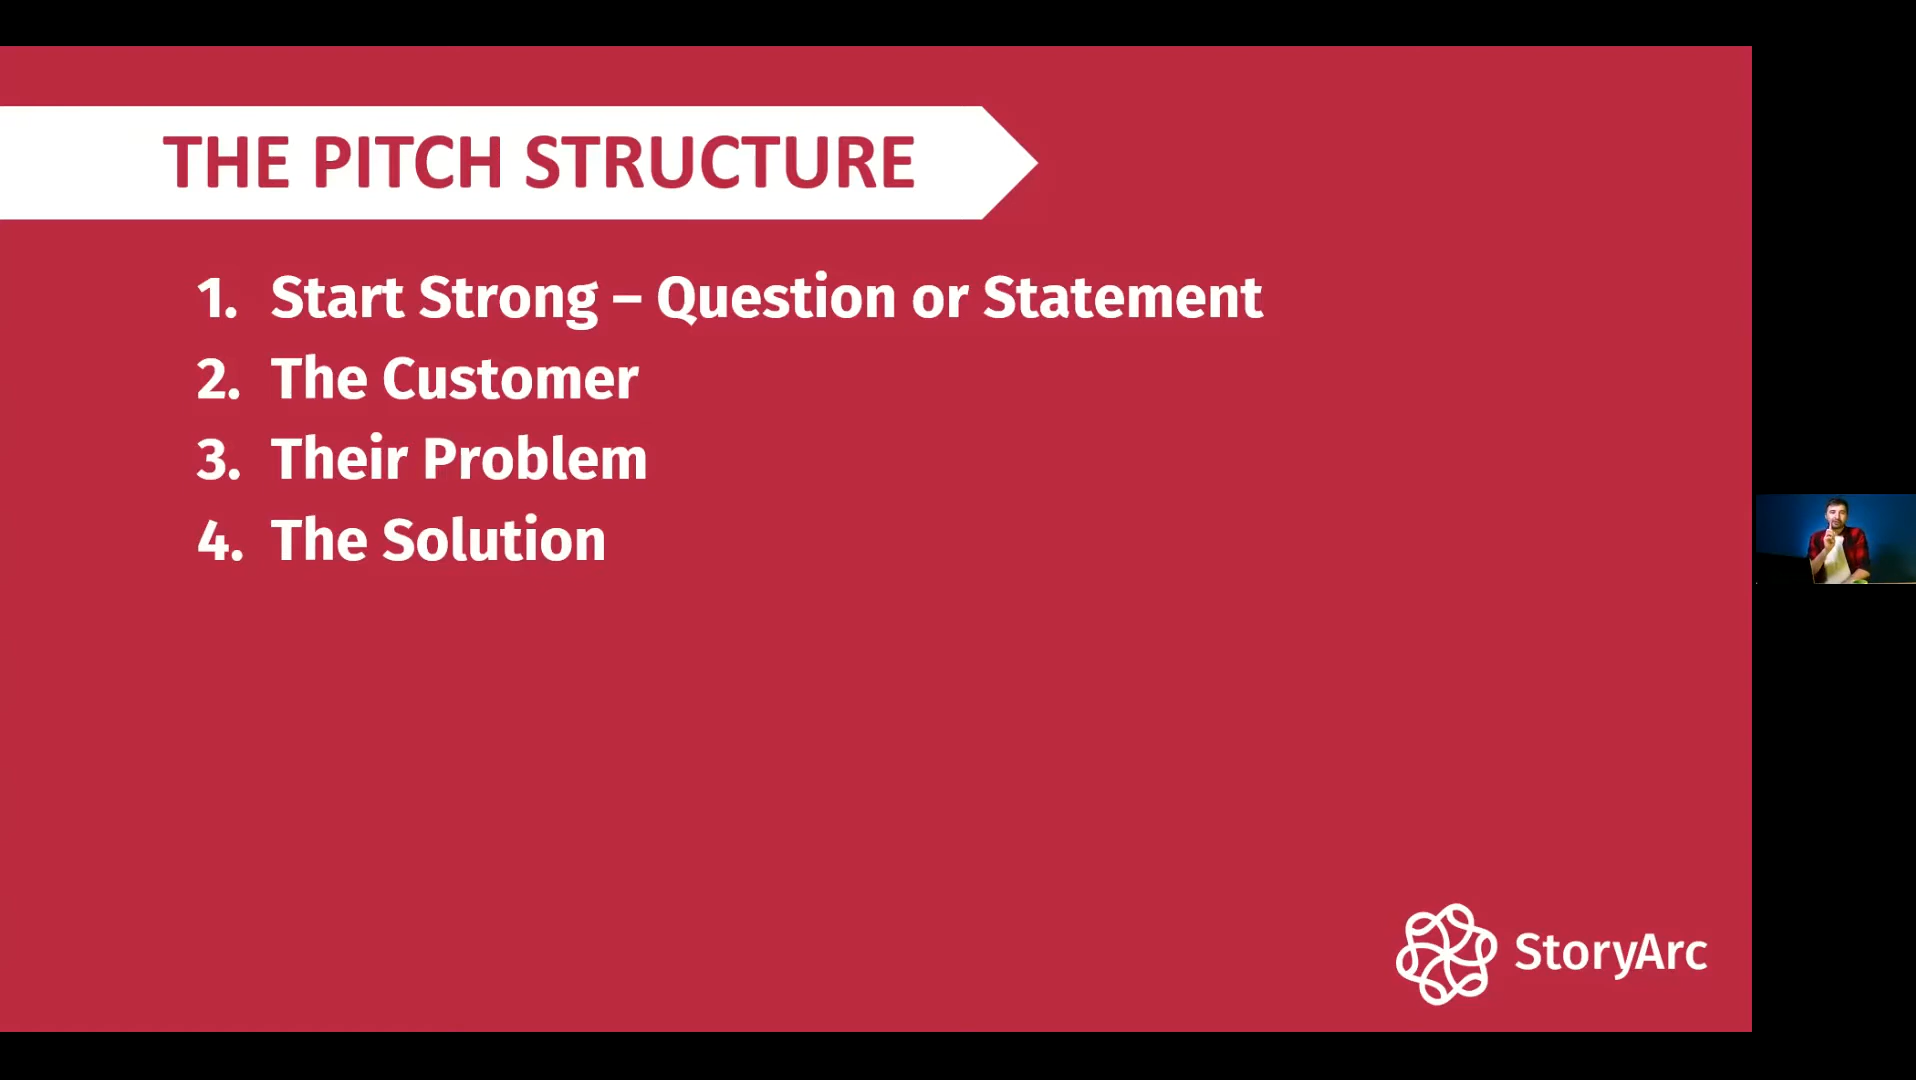 THE PITCH STRUCTURE
1. Start Strong – Question or Statement
2. The Customer
3. Their Problem
4. The Solution
StoryArc